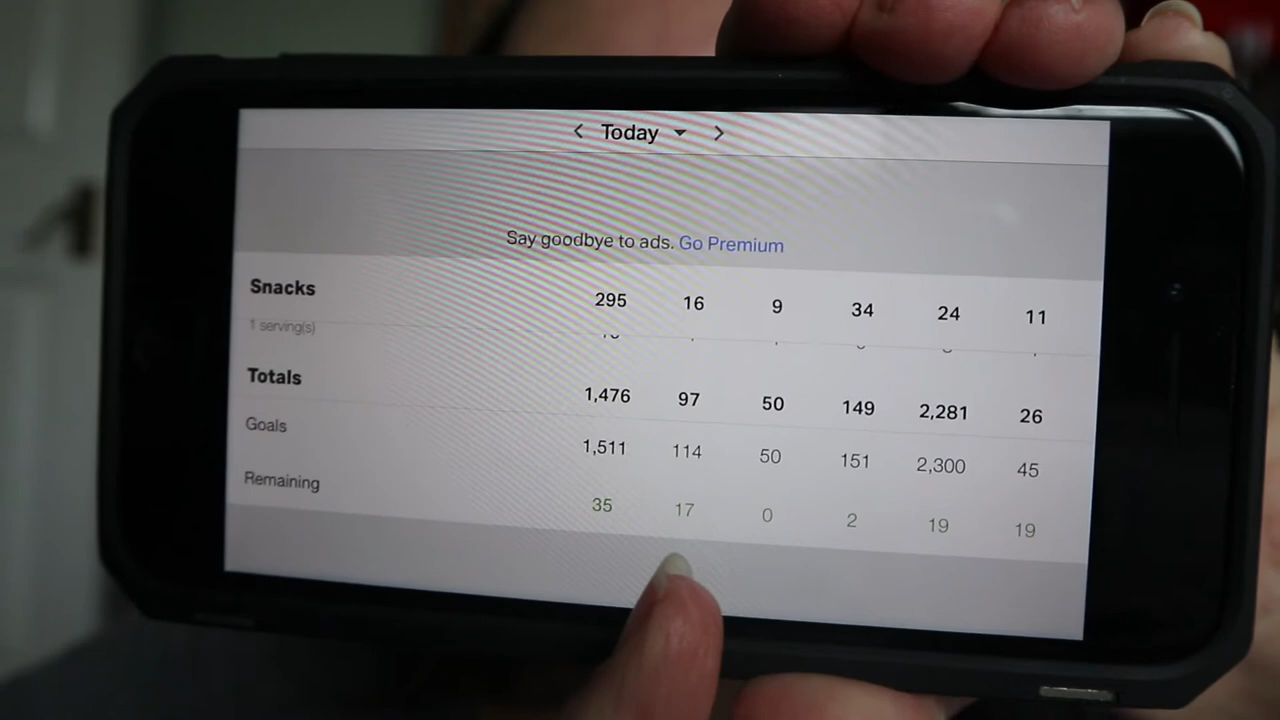 Today
Say goodbye to ads. Go Premium
Snacks 295 16 9 34 24 11
1 serving(s)
Totals 1,476 97 50 149 2,281 26
Goals 1,511 114 50 151 2,300 45
Remaining 35 17 0 2 19 19